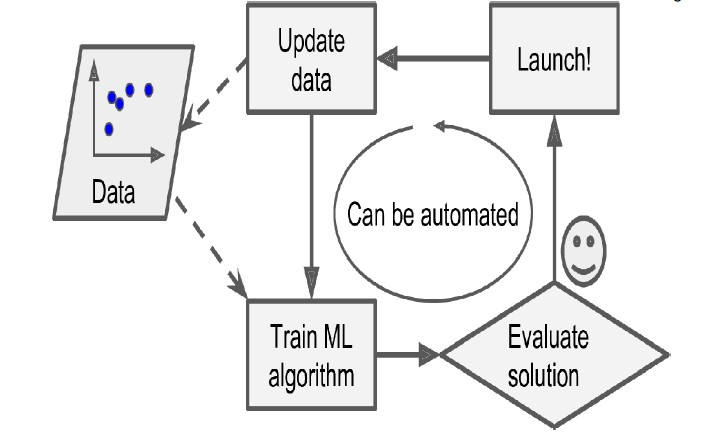 Update
data
Launch!
Data
Can be automated
Train ML
algorithm
Evaluate
solution